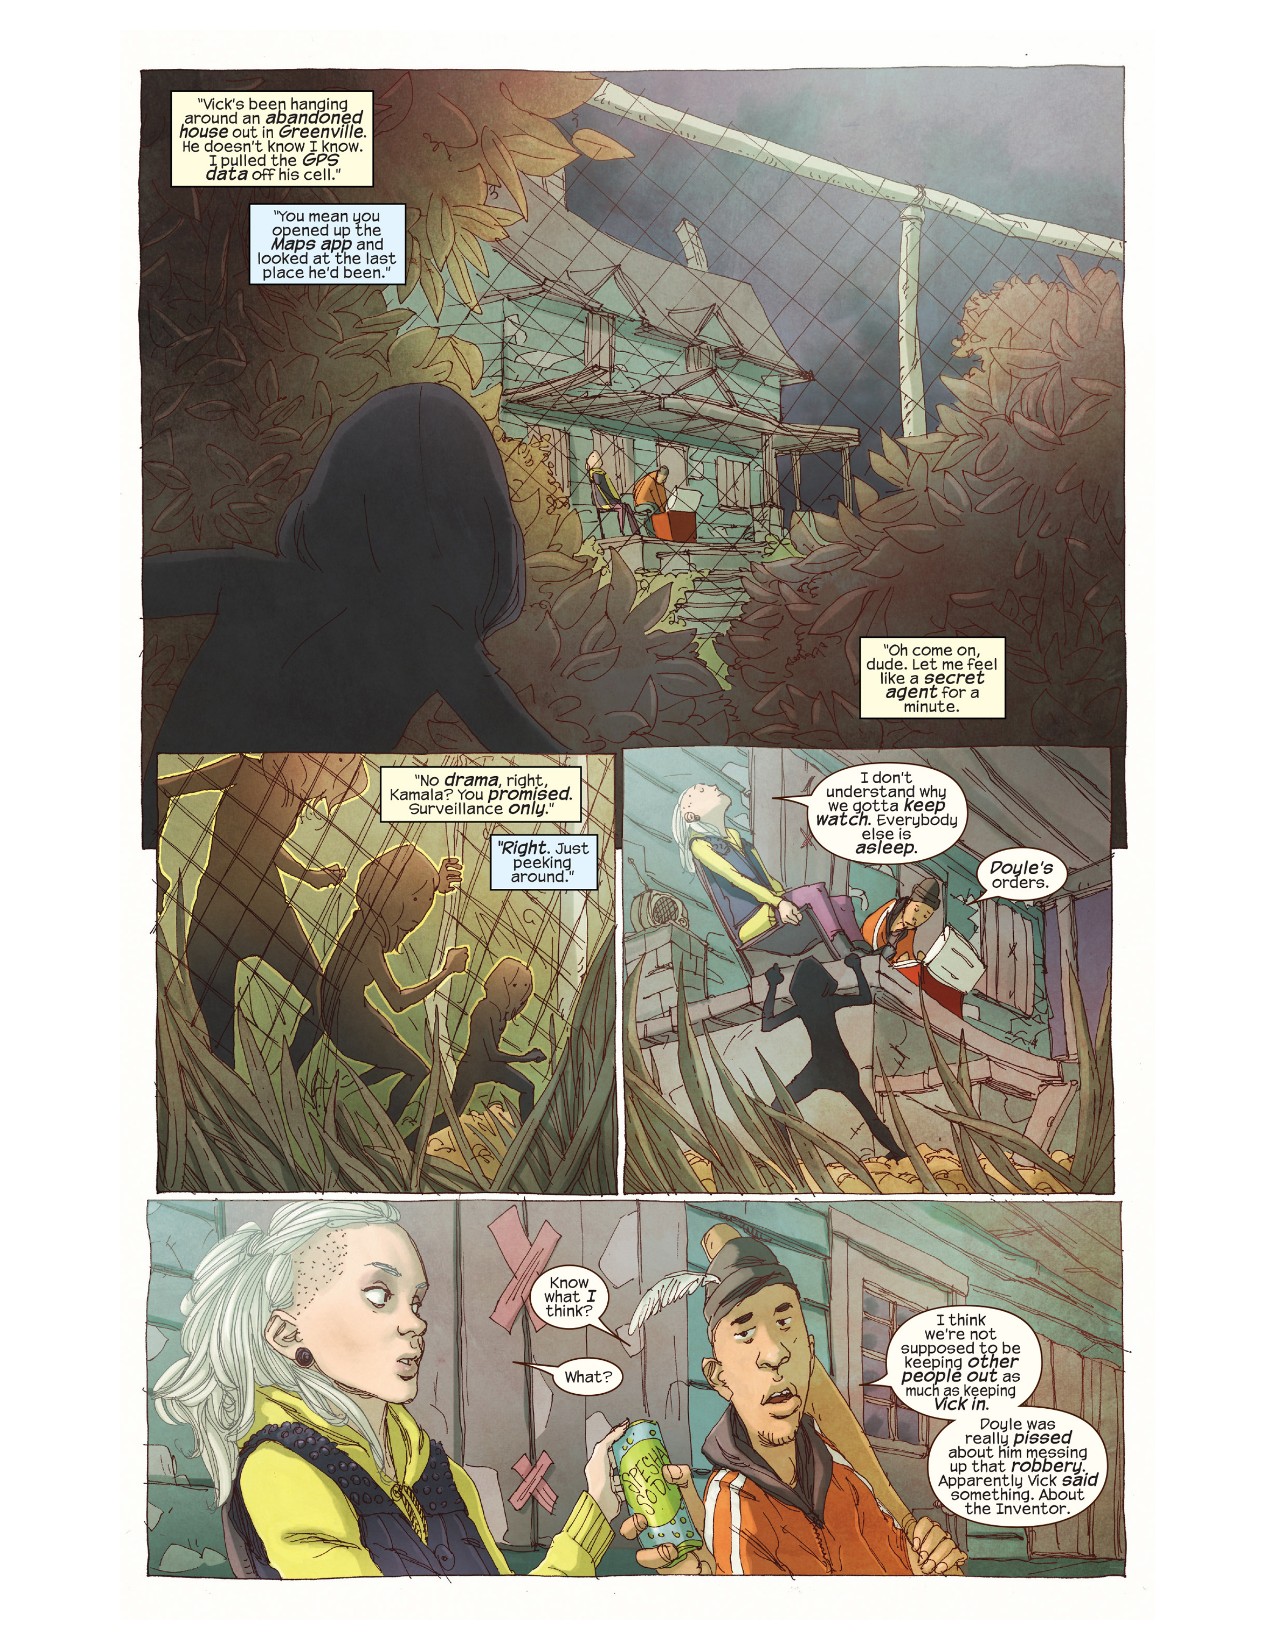 "Vick's been hanging
around an abandoned
house out in Greenville.
He doesn't know I know.
I pulled the GPS
data off his cell."
"You mean you
opened up the
Maps app and
looked at the last
place he'd been."
"Oh come on,
dude. Let me feel
like a secret
agent for a
minute.
"No drama, right,
Kamala? You promised.
Surveillance only."
"Right. Just
peeking
around."
I don't
understand why
we gotta keep
watch. Everybody
else is
asleep.
Doyle's
orders.
Know
what I
think?
What?
I think
we're not
supposed to be
keeping other
people out as
much as keeping
Vick in.
Doyle was
really pissed
about him messing
up that robbery.
Apparently Vick said
something. About
the Inventor.